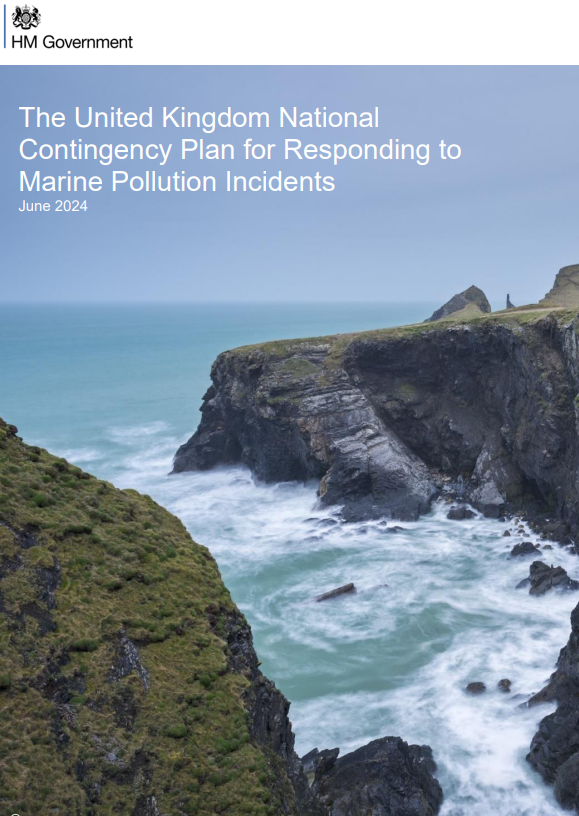 HM Government
The United Kingdom National
Contingency Plan for Responding to
Marine Pollution Incidents
June 2024